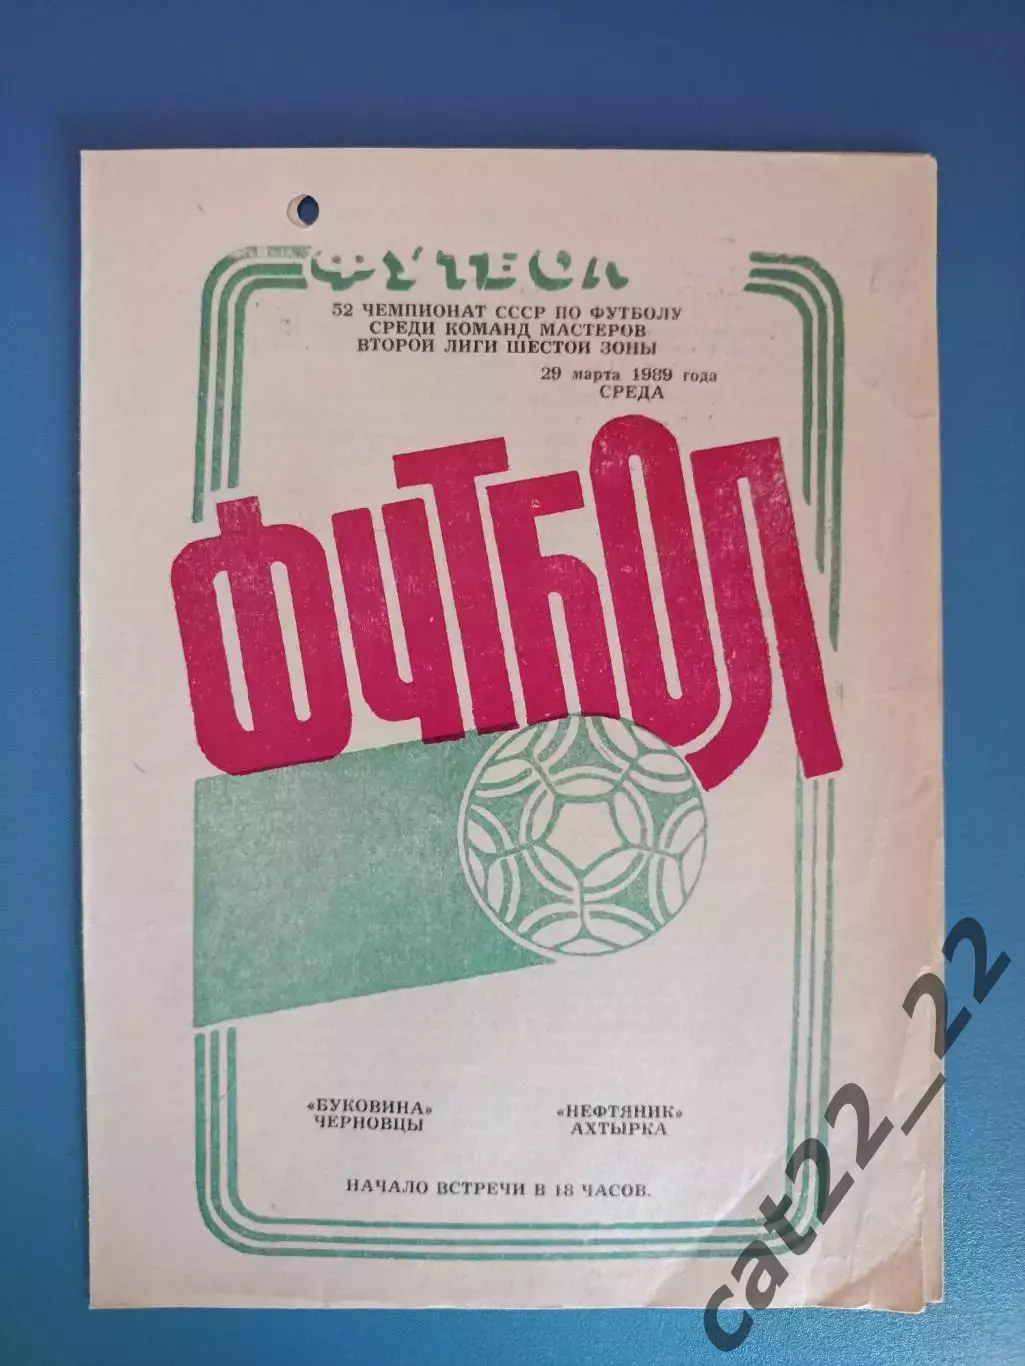 52 ЧЕМПИОНАТ СССР ПО ФУТБОЛУ
СРЕДИ КОМАНД МАСТЕРОВ
ВТОРОЙ ЛИГИ ШЕСТОЙ ЗОНЫ
29 марта 1989 года
СРЕДА
ФУТБОЛ
«БУКОВИНА»
ЧЕРНОВЦЫ
«НЕФТЯНИК»
АХТЫРКА
НАЧАЛО ВСТРЕЧИ В 18 ЧАСОВ.
cat22_22